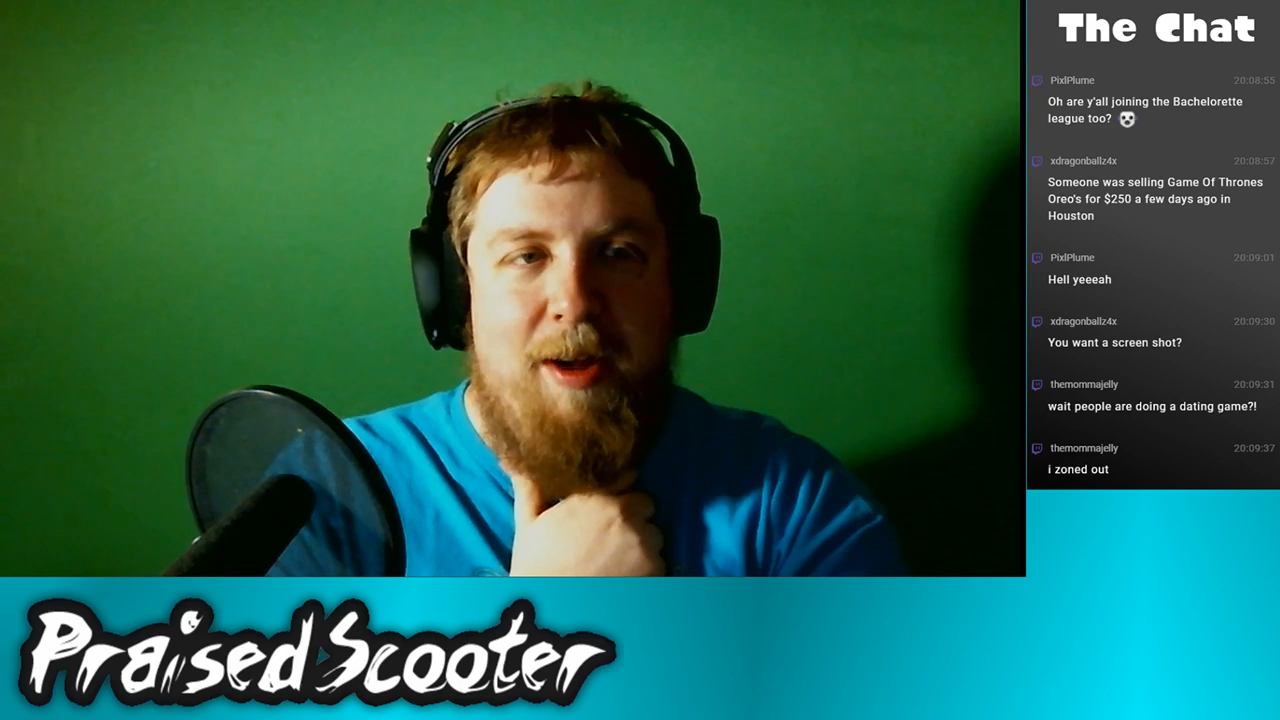 The Chat
PixlPlume 20:08:55
Oh are y'all joining the Bachelorette
league too?
xdragonballz4x 20:08:57
Someone was selling Game Of Thrones
Oreo's for $250 a few days ago in
Houston
PixlPlume 20:09:01
Hell yeeeah
xdragonballz4x 20:09:30
You want a screen shot?
themommajelly 20:09:31
wait people are doing a dating game?!
themommajelly 20:09:37
i zoned out
PraisedScooter